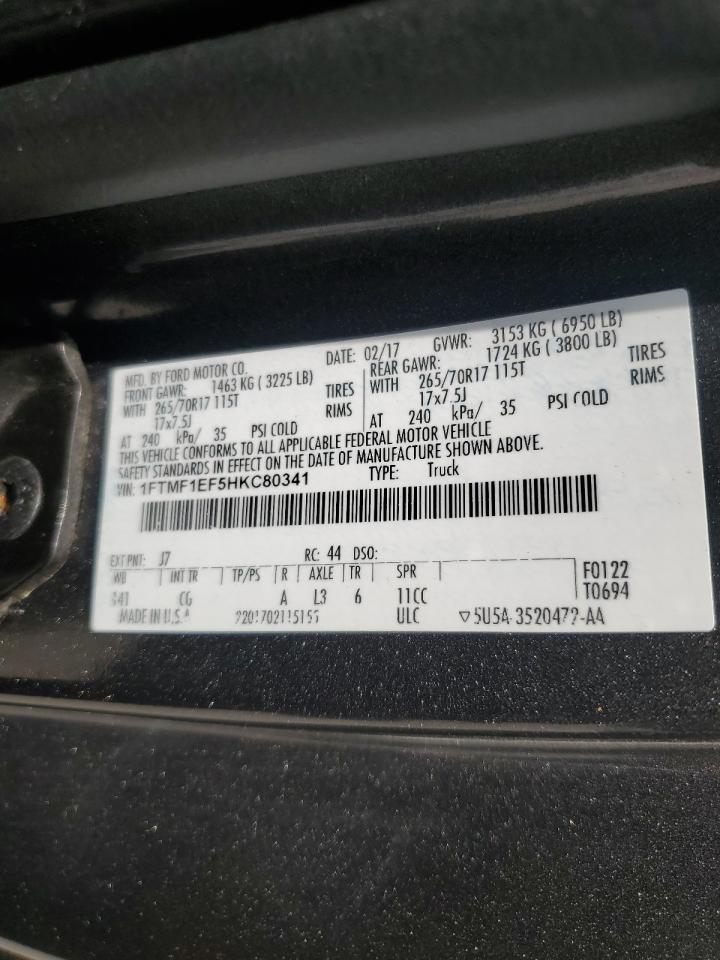 MFD. BY FORD MOTOR CO. DATE: 02/17 GVWR: 3153 KG ( 6950 LB)
FRONT GAWR: 1463 KG ( 3225 LB) REAR GAWR: 1724 KG ( 3800 LB)
WITH 265/70R17 115T TIRES WITH 265/70R17 115T TIRES
17x7.5J RIMS 17x7.5J RIMS
AT 240 kPa/ 35 PSI COLD AT 240 kPa/ 35 PSI COLD
THIS VEHICLE CONFORMS TO ALL APPLICABLE FEDERAL MOTOR VEHICLE
SAFETY STANDARDS IN EFFECT ON THE DATE OF MANUFACTURE SHOWN ABOVE.
VIN: 1FTMF1EF5HKC80341 TYPE: Truck
EXT PNT: J7 RC: 44 DSO:
WB INT TR TP/PS R AXLE TR SPR F0122
CG A L3 6 11CC T0694
MADE IN U.S.A ULC ▽5U5A-3520472-AA